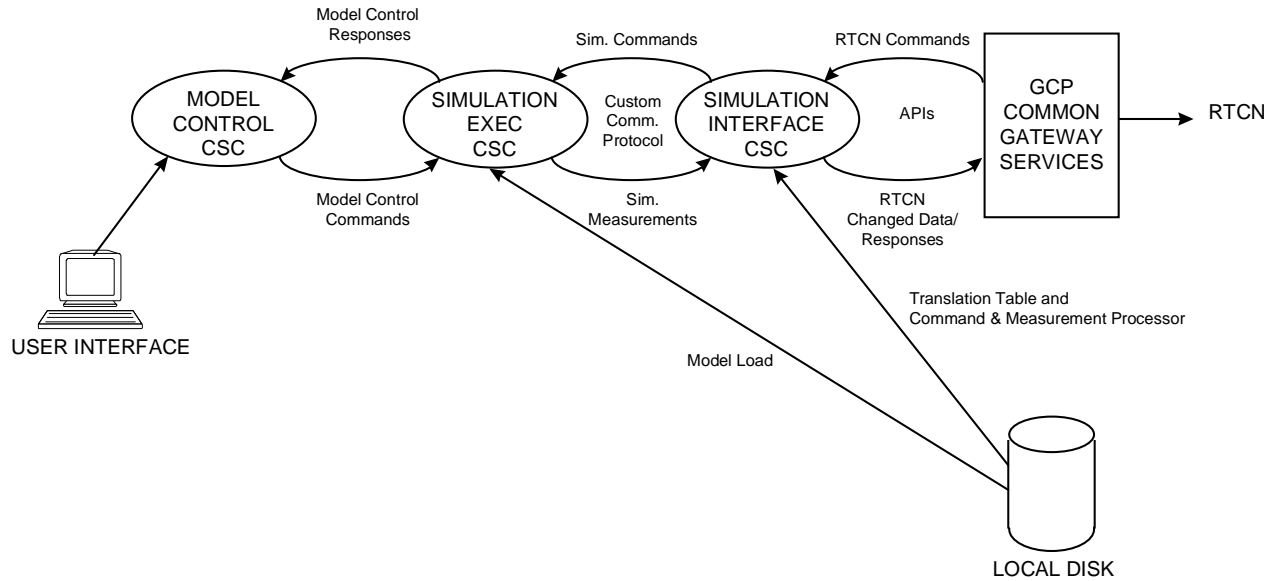 Model Control
Responses
Sim. Commands
RTCN Commands
MODEL
CONTROL
CSC
SIMULATION
EXEC
CSC
Custom
Comm.
Protocol
SIMULATION
INTERFACE
CSC
APIs
GCP
COMMON
GATEWAY
SERVICES
RTCN
Model Control
Commands
Sim.
Measurements
RTCN
Changed Data/
Responses
USER INTERFACE
Translation Table and
Command & Measurement Processor
Model Load
LOCAL DISK